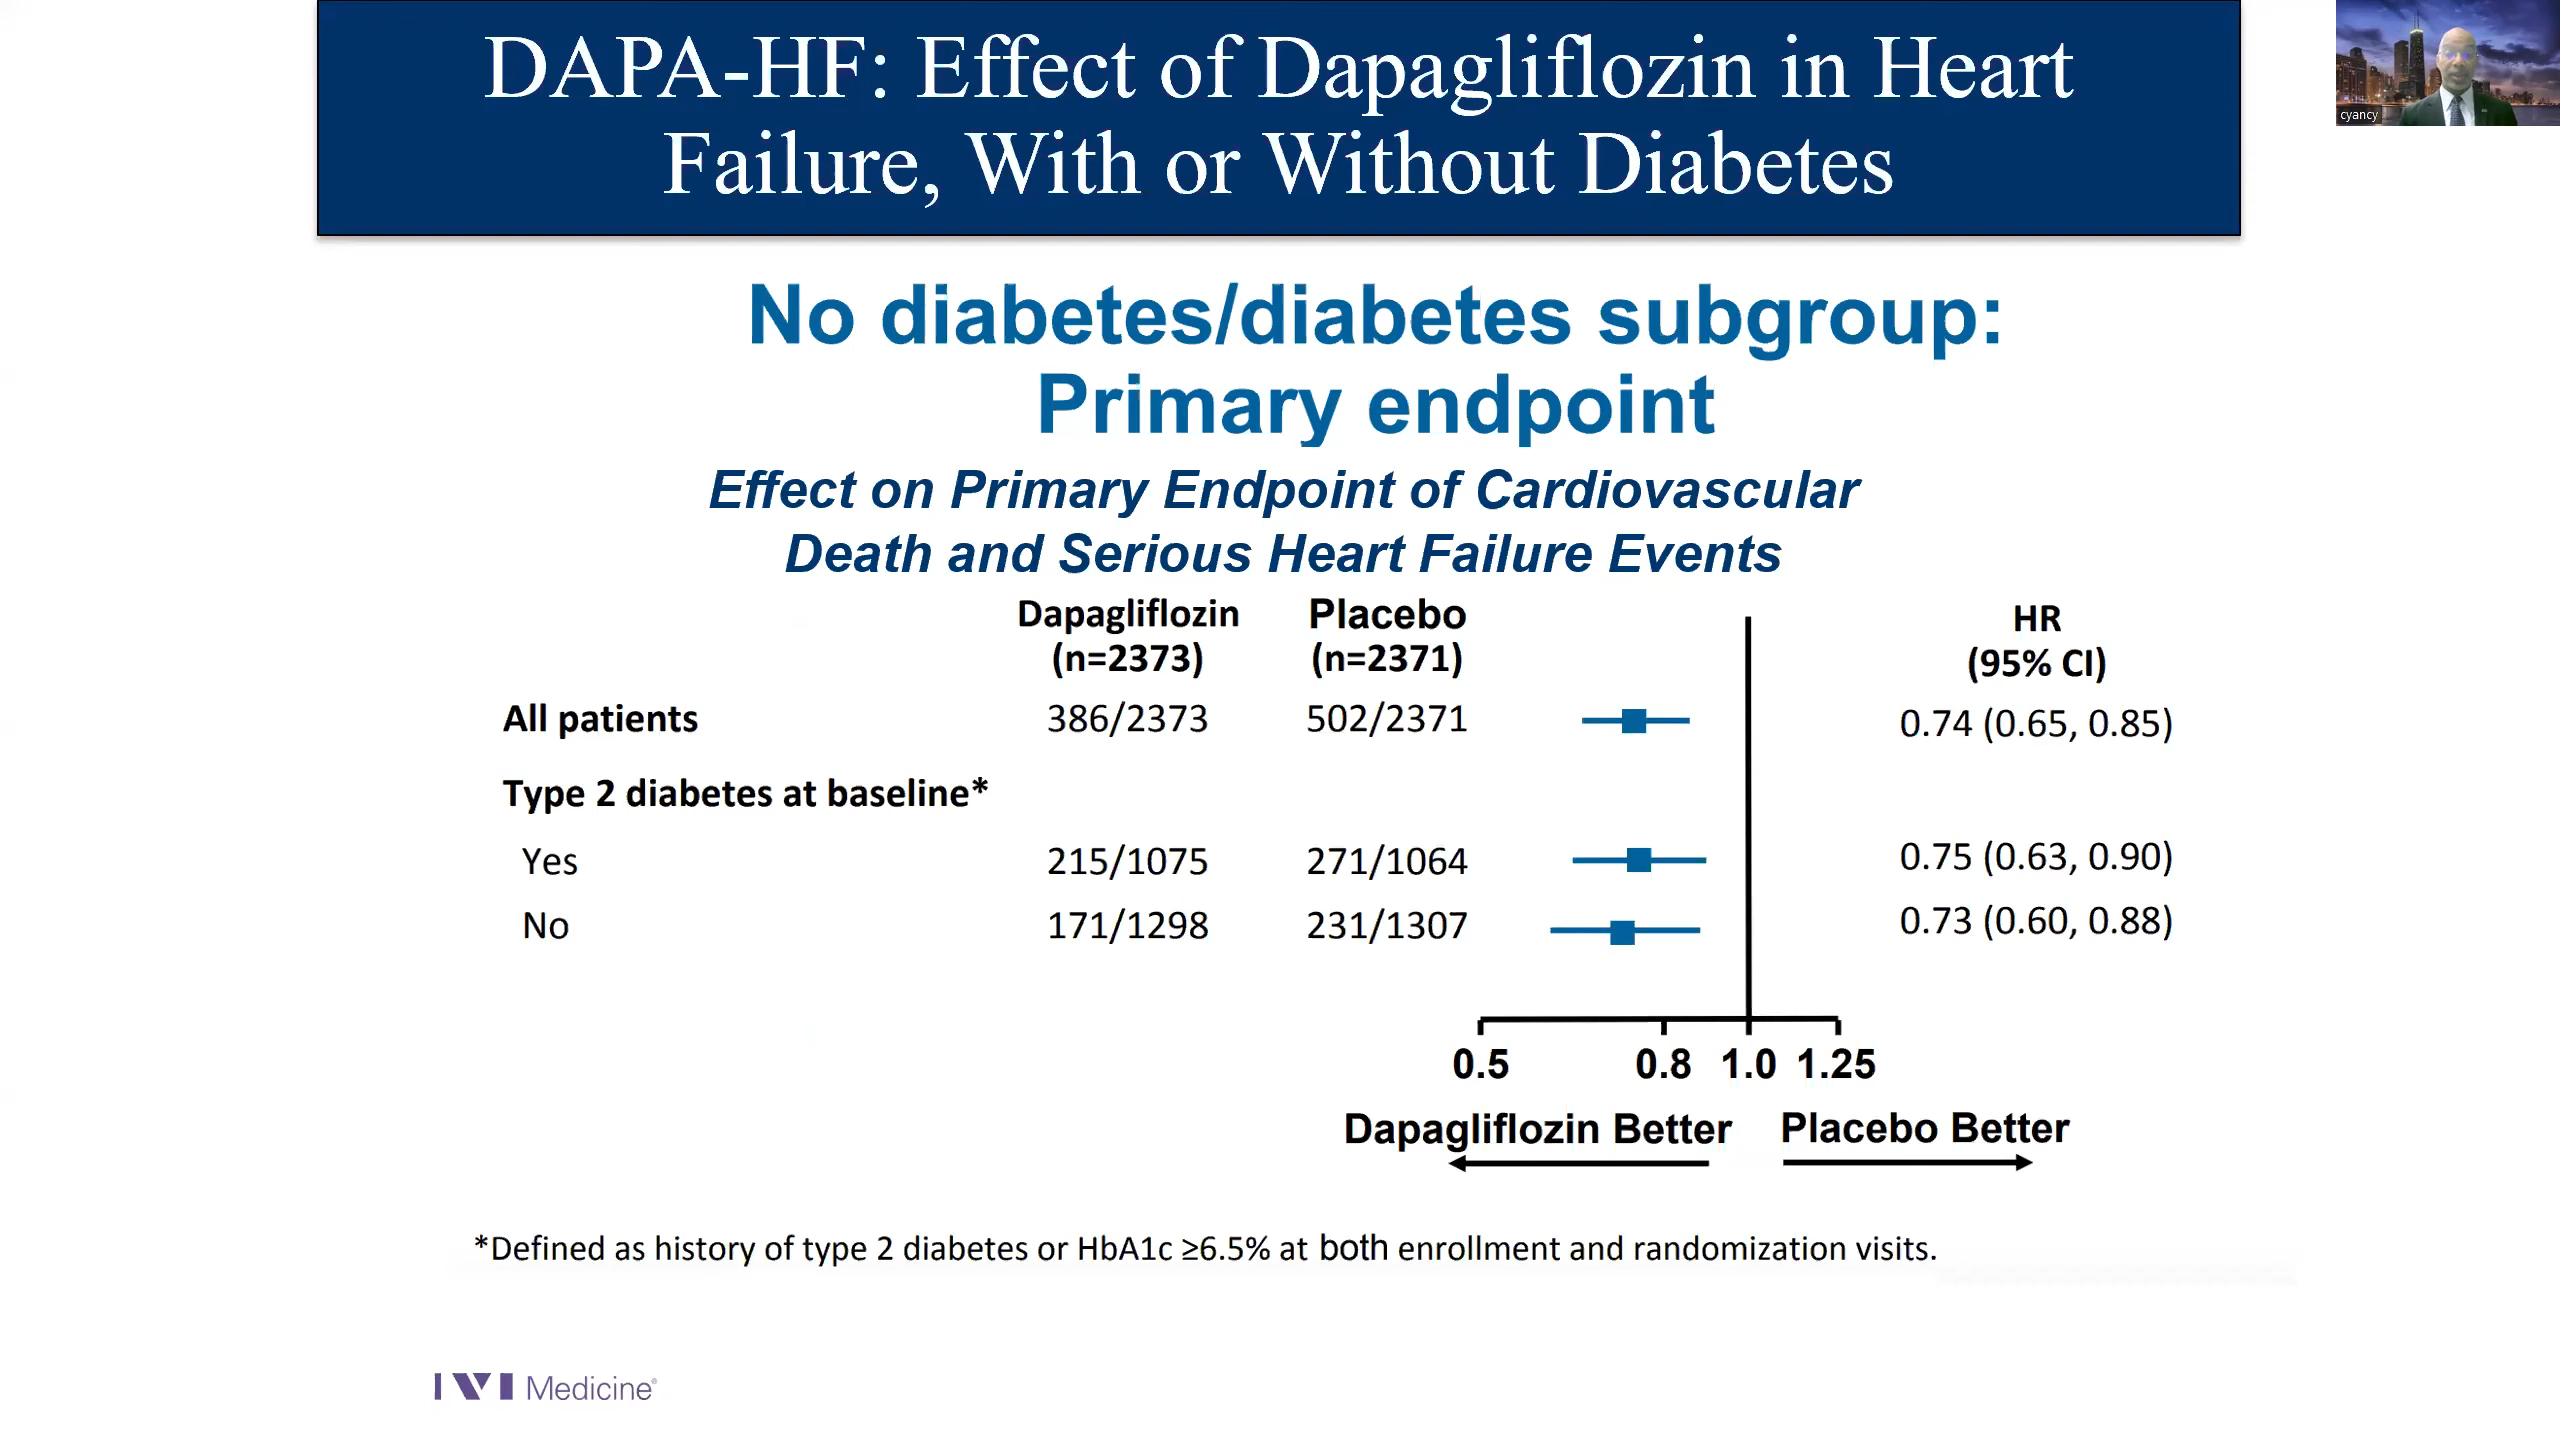 DAPA-HF: Effect of Dapagliflozin in Heart
Failure, With or Without Diabetes
cyancy
No diabetes/diabetes subgroup:
Primary endpoint
Effect on Primary Endpoint of Cardiovascular
Death and Serious Heart Failure Events
Dapagliflozin Placebo HR
(n=2373) (n=2371) (95% CI)
All patients 386/2373 502/2371 0.74 (0.65, 0.85)
Type 2 diabetes at baseline*
Yes 215/1075 271/1064 0.75 (0.63, 0.90)
No 171/1298 231/1307 0.73 (0.60, 0.88)
0.5 0.8 1.0 1.25
Dapagliflozin Better Placebo Better
*Defined as history of type 2 diabetes or HbA1c ≥6.5% at both enrollment and randomization visits.
M Medicine®